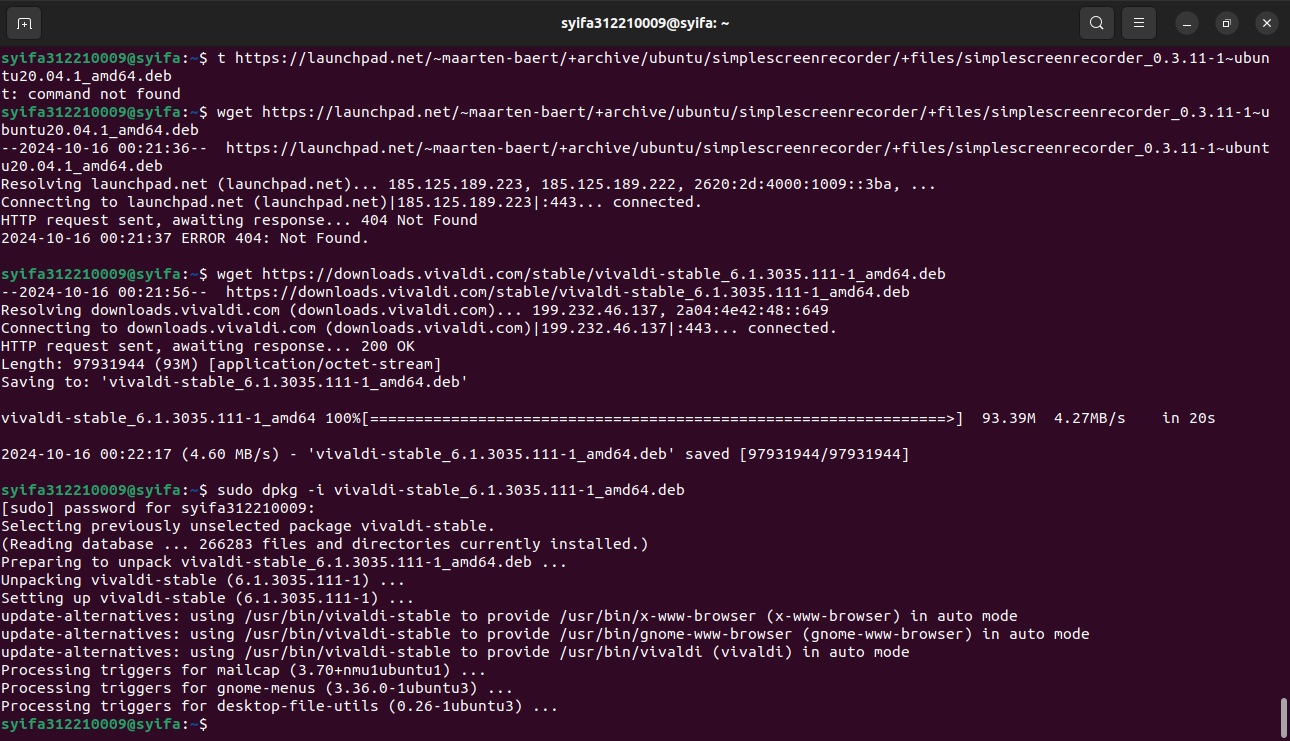 syifa312210009@syifa: ~
syifa312210009@syifa:~$ t https://launchpad.net/~maarten-baert/+archive/ubuntu/simplescreenrecorder/+files/simplescreenrecorder_0.3.11-1~ubun
tu20.04.1_amd64.deb
t: command not found
syifa312210009@syifa:~$ wget https://launchpad.net/~maarten-baert/+archive/ubuntu/simplescreenrecorder/+files/simplescreenrecorder_0.3.11-1~u
buntu20.04.1_amd64.deb
--2024-10-16 00:21:36--  https://launchpad.net/~maarten-baert/+archive/ubuntu/simplescreenrecorder/+files/simplescreenrecorder_0.3.11-1~ubunt
u20.04.1_amd64.deb
Resolving launchpad.net (launchpad.net)... 185.125.189.223, 185.125.189.222, 2620:2d:4000:1009::3ba, ...
Connecting to launchpad.net (launchpad.net)|185.125.189.223|:443... connected.
HTTP request sent, awaiting response... 404 Not Found
2024-10-16 00:21:37 ERROR 404: Not Found.
syifa312210009@syifa:~$ wget https://downloads.vivaldi.com/stable/vivaldi-stable_6.1.3035.111-1_amd64.deb
--2024-10-16 00:21:56--  https://downloads.vivaldi.com/stable/vivaldi-stable_6.1.3035.111-1_amd64.deb
Resolving downloads.vivaldi.com (downloads.vivaldi.com)... 199.232.46.137, 2a04:4e42:48::649
Connecting to downloads.vivaldi.com (downloads.vivaldi.com)|199.232.46.137|:443... connected.
HTTP request sent, awaiting response... 200 OK
Length: 97931944 (93M) [application/octet-stream]
Saving to: 'vivaldi-stable_6.1.3035.111-1_amd64.deb'
vivaldi-stable_6.1.3035.111-1_amd64 100%[================================================================>]  93.39M  4.27MB/s    in 20s
2024-10-16 00:22:17 (4.60 MB/s) - 'vivaldi-stable_6.1.3035.111-1_amd64.deb' saved [97931944/97931944]
syifa312210009@syifa:~$ sudo dpkg -i vivaldi-stable_6.1.3035.111-1_amd64.deb
[sudo] password for syifa312210009:
Selecting previously unselected package vivaldi-stable.
(Reading database ... 266283 files and directories currently installed.)
Preparing to unpack vivaldi-stable_6.1.3035.111-1_amd64.deb ...
Unpacking vivaldi-stable (6.1.3035.111-1) ...
Setting up vivaldi-stable (6.1.3035.111-1) ...
update-alternatives: using /usr/bin/vivaldi-stable to provide /usr/bin/x-www-browser (x-www-browser) in auto mode
update-alternatives: using /usr/bin/vivaldi-stable to provide /usr/bin/gnome-www-browser (gnome-www-browser) in auto mode
update-alternatives: using /usr/bin/vivaldi-stable to provide /usr/bin/vivaldi (vivaldi) in auto mode
Processing triggers for mailcap (3.70+nmu1ubuntu1) ...
Processing triggers for gnome-menus (3.36.0-1ubuntu3) ...
Processing triggers for desktop-file-utils (0.26-1ubuntu3) ...
syifa312210009@syifa:~$